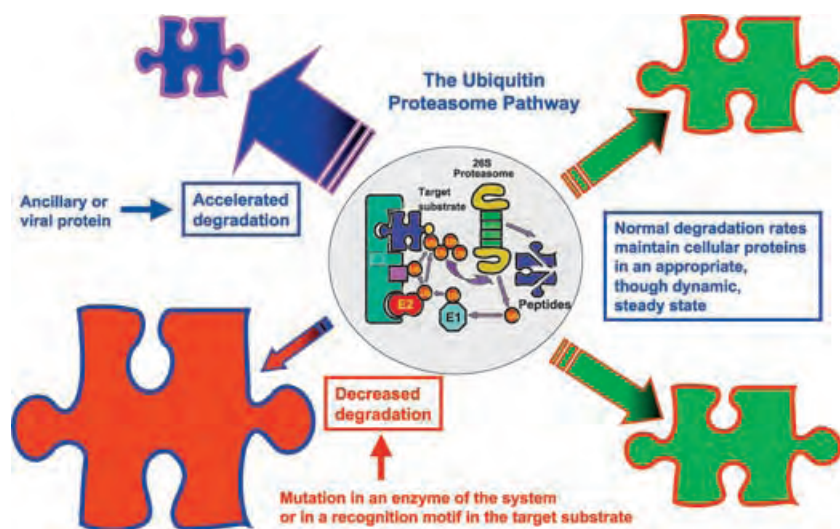 The Ubiquitin
Proteasome Pathway
26S
Proteasome
Target
substrate
E2
E1
Peptides
Ancillary or
viral protein
Accelerated
degradation
Normal degradation rates
maintain cellular proteins
in an appropriate,
though dynamic,
steady state
Decreased
degradation
Mutation in an enzyme of the system
or in a recognition motif in the target substrate